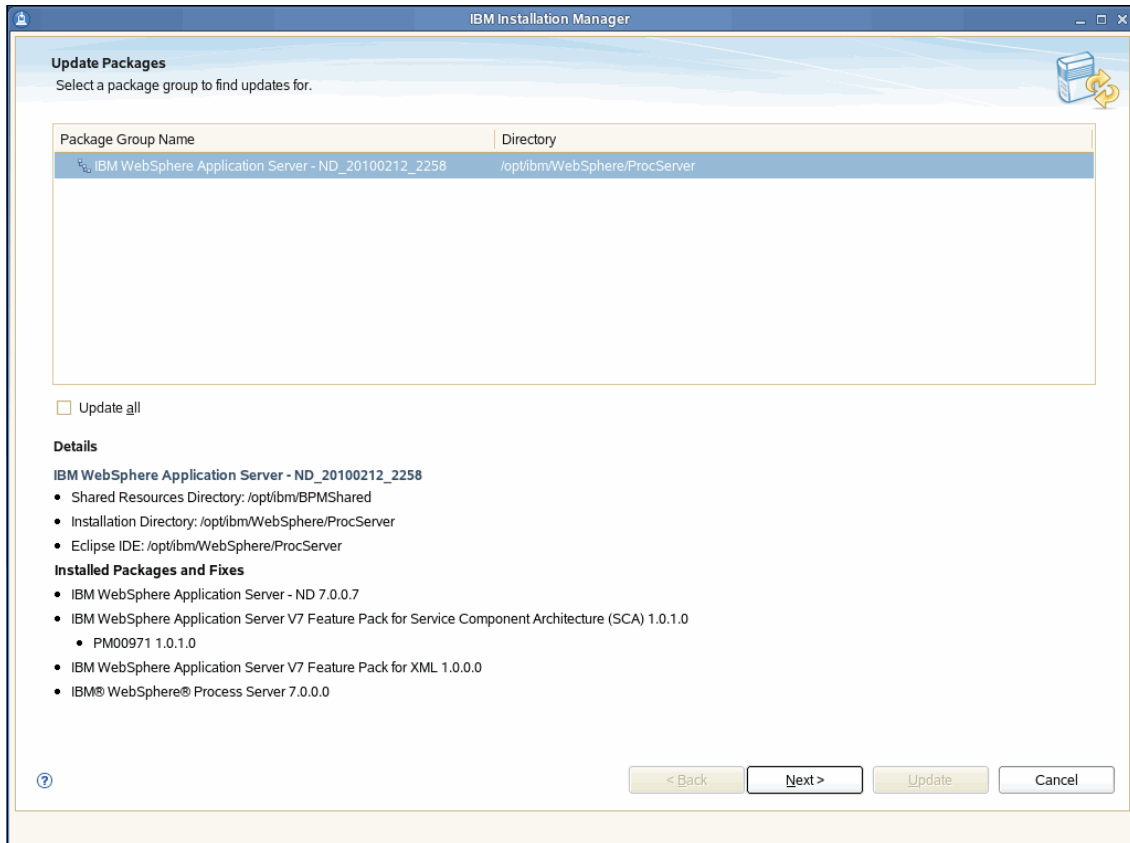 IBM Installation Manager
Update Packages
Select a package group to find updates for.
Package Group Name Directory
IBM WebSphere Application Server - ND_20100212_2258 /opt/ibm/WebSphere/ProcServer
Update all
Details
IBM WebSphere Application Server - ND_20100212_2258
• Shared Resources Directory: /opt/ibm/BPMShared
• Installation Directory: /opt/ibm/WebSphere/ProcServer
• Eclipse IDE: /opt/ibm/WebSphere/ProcServer
Installed Packages and Fixes
• IBM WebSphere Application Server - ND 7.0.0.7
• IBM WebSphere Application Server V7 Feature Pack for Service Component Architecture (SCA) 1.0.1.0
• PM00971 1.0.1.0
• IBM WebSphere Application Server V7 Feature Pack for XML 1.0.0.0
• IBM® WebSphere® Process Server 7.0.0.0
? < Back Next > Update Cancel